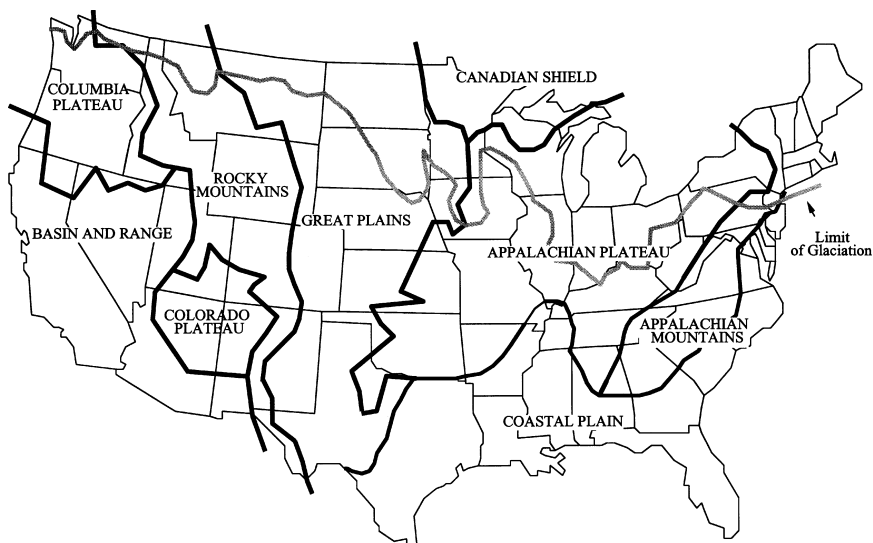 CANADIAN SHIELD
COLUMBIA
PLATEAU
ROCKY
MOUNTAINS
GREAT PLAINS
BASIN AND RANGE
APPALACHIAN PLATEAU
Limit
of Glaciation
COLORADO
PLATEAU
APPALACHIAN
MOUNTAINS
COASTAL PLAIN